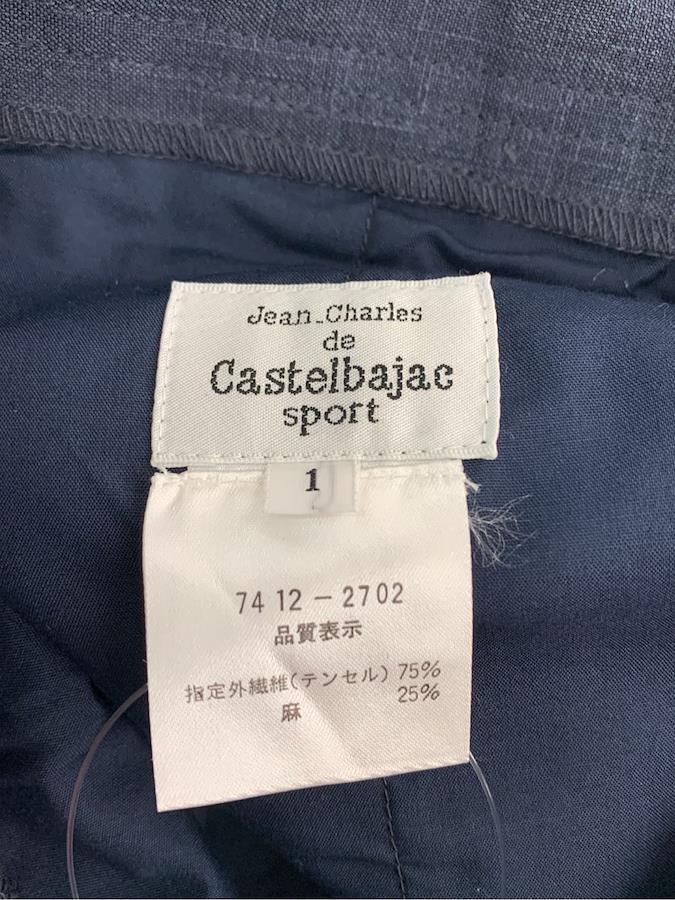 Jean_Charles
de
Castelbajac
sport
1
74 12-2702
品質表示
指定外繊維(テンセル) 75%
麻 25%